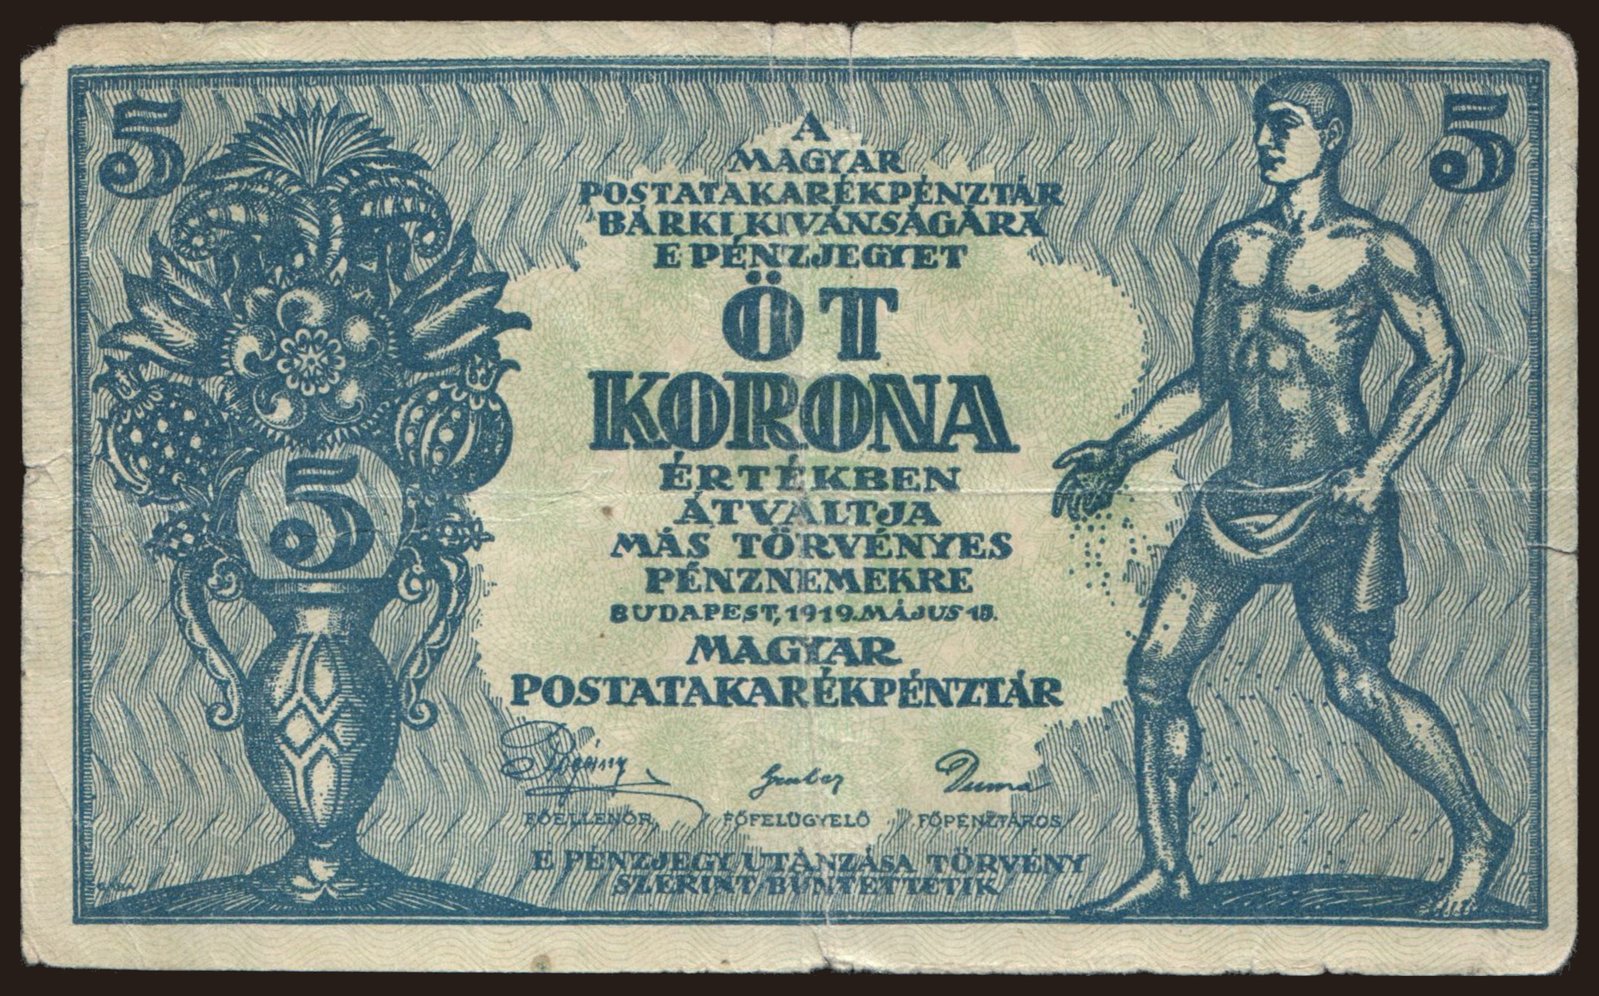 5
5
A
MAGYAR
POSTATAKARÉKPÉNZTÁR
BÁRKI KIVÁNSÁGÁRA
E PÉNZJEGYET
ÖT
KORONA
ÉRTÉKBEN
ÁTVÁLTJA
MÁS TÖRVÉNYES
PÉNZNEMEKRE
BUDAPEST, 1919. MÁJUS 15.
MAGYAR
POSTATAKARÉKPÉNZTÁR
5
FŐELLENŐR FŐFELÜGYELŐ FŐPÉNZTÁROS
E PÉNZJEGY UTÁNZÁSA TÖRVÉNY
SZERINT BÜNTETTETIK